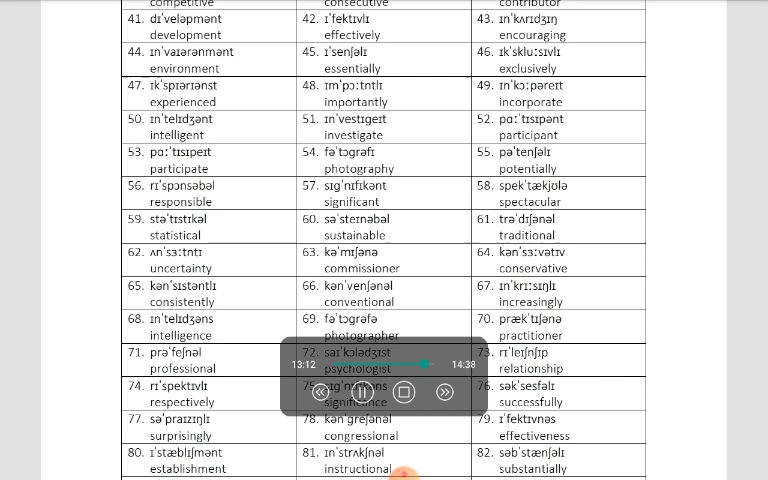 competitive consecutive contributor
41. dɪˈveləpmənt 42. ɪˈfektɪvlɪ 43. ɪnˈkʌrɪdʒɪŋ
development effectively encouraging
44. ɪnˈvaɪərənmənt 45. ɪˈsenʃəlɪ 46. ɪkˈskluːsɪvlɪ
environment essentially exclusively
47. ɪkˈspɪərɪənst 48. ɪmˈpɔːtntlɪ 49. ɪnˈkɔːpəreɪt
experienced importantly incorporate
50. ɪnˈtelɪdʒənt 51. ɪnˈvestɪgeɪt 52. pɑːˈtɪsɪpənt
intelligent investigate participant
53. pɑːˈtɪsɪpeɪt 54. fəˈtɒgrəfɪ 55. pəˈtenʃəlɪ
participate photography potentially
56. rɪˈspɒnsəbəl 57. sɪgˈnɪfɪkənt 58. spekˈtækjʊlə
responsible significant spectacular
59. stəˈtɪstɪkəl 60. səˈsteɪnəbəl 61. trəˈdɪʃənəl
statistical sustainable traditional
62. ʌnˈsɜːtntɪ 63. kəˈmɪʃənə 64. kənˈsɜːvətɪv
uncertainty commissioner conservative
65. kənˈsɪstəntlɪ 66. kənˈvenʃənəl 67. ɪnˈkriːsɪŋlɪ
consistently conventional increasingly
68. ɪnˈtelɪdʒəns 69. fəˈtɒgrəfə 70. prækˈtɪʃənə
intelligence photographer practitioner
71. prəˈfeʃnəl 72. saɪˈkɒlədʒɪst 73. rɪˈleɪʃnʃɪp
13:12 14:38
professional psychologist relationship
74. rɪˈspektɪvlɪ 75. sɪgˈnɪfɪkəns 76. səkˈsesfəlɪ
respectively significance successfully
77. səˈpraɪzɪŋlɪ 78. kənˈgreʃənəl 79. ɪˈfektɪvnəs
surprisingly congressional effectiveness
80. ɪˈstæblɪʃmənt 81. ɪnˈstrʌkʃnəl 82. səbˈstænʃəlɪ
establishment instructional substantially